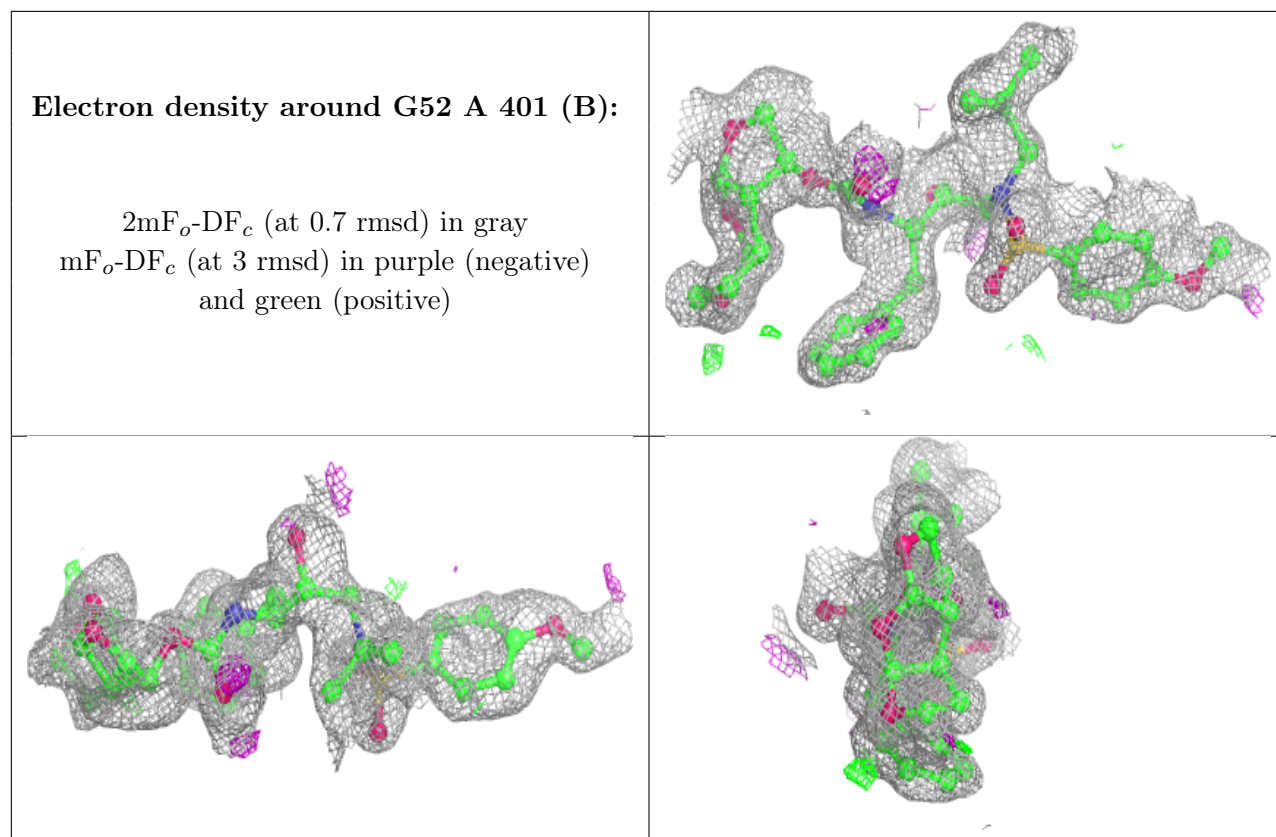 Electron density around G52 A 401 (B):
2mFo-DFc (at 0.7 rmsd) in gray
mFo-DFc (at 3 rmsd) in purple (negative)
and green (positive)